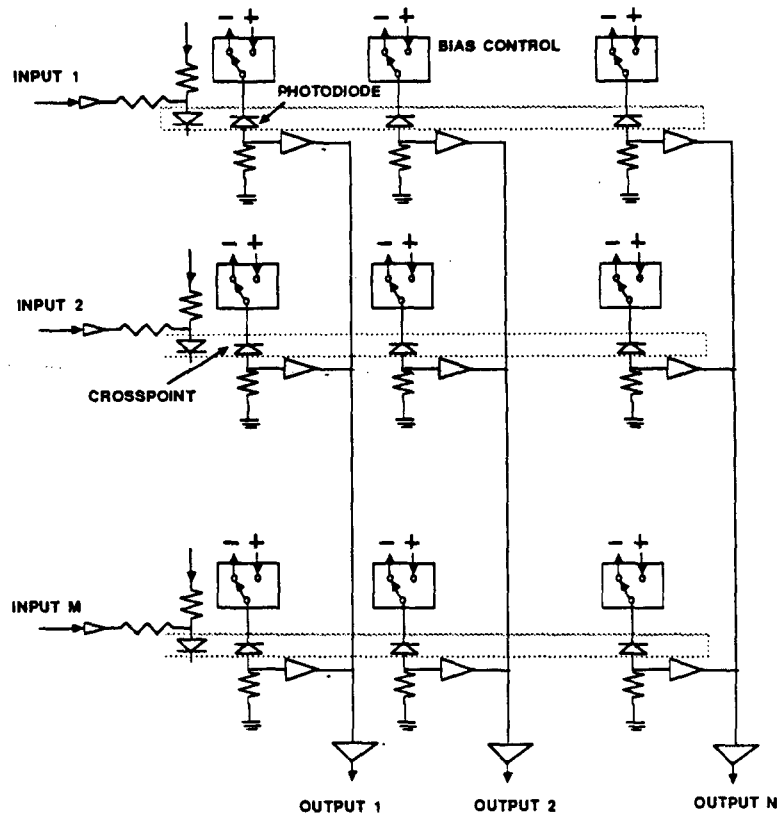 - + - + - +
BIAS CONTROL
INPUT 1
PHOTODIODE
- + - + - +
INPUT 2
CROSSPOINT
- + - + - +
INPUT M
OUTPUT 1 OUTPUT 2 OUTPUT N